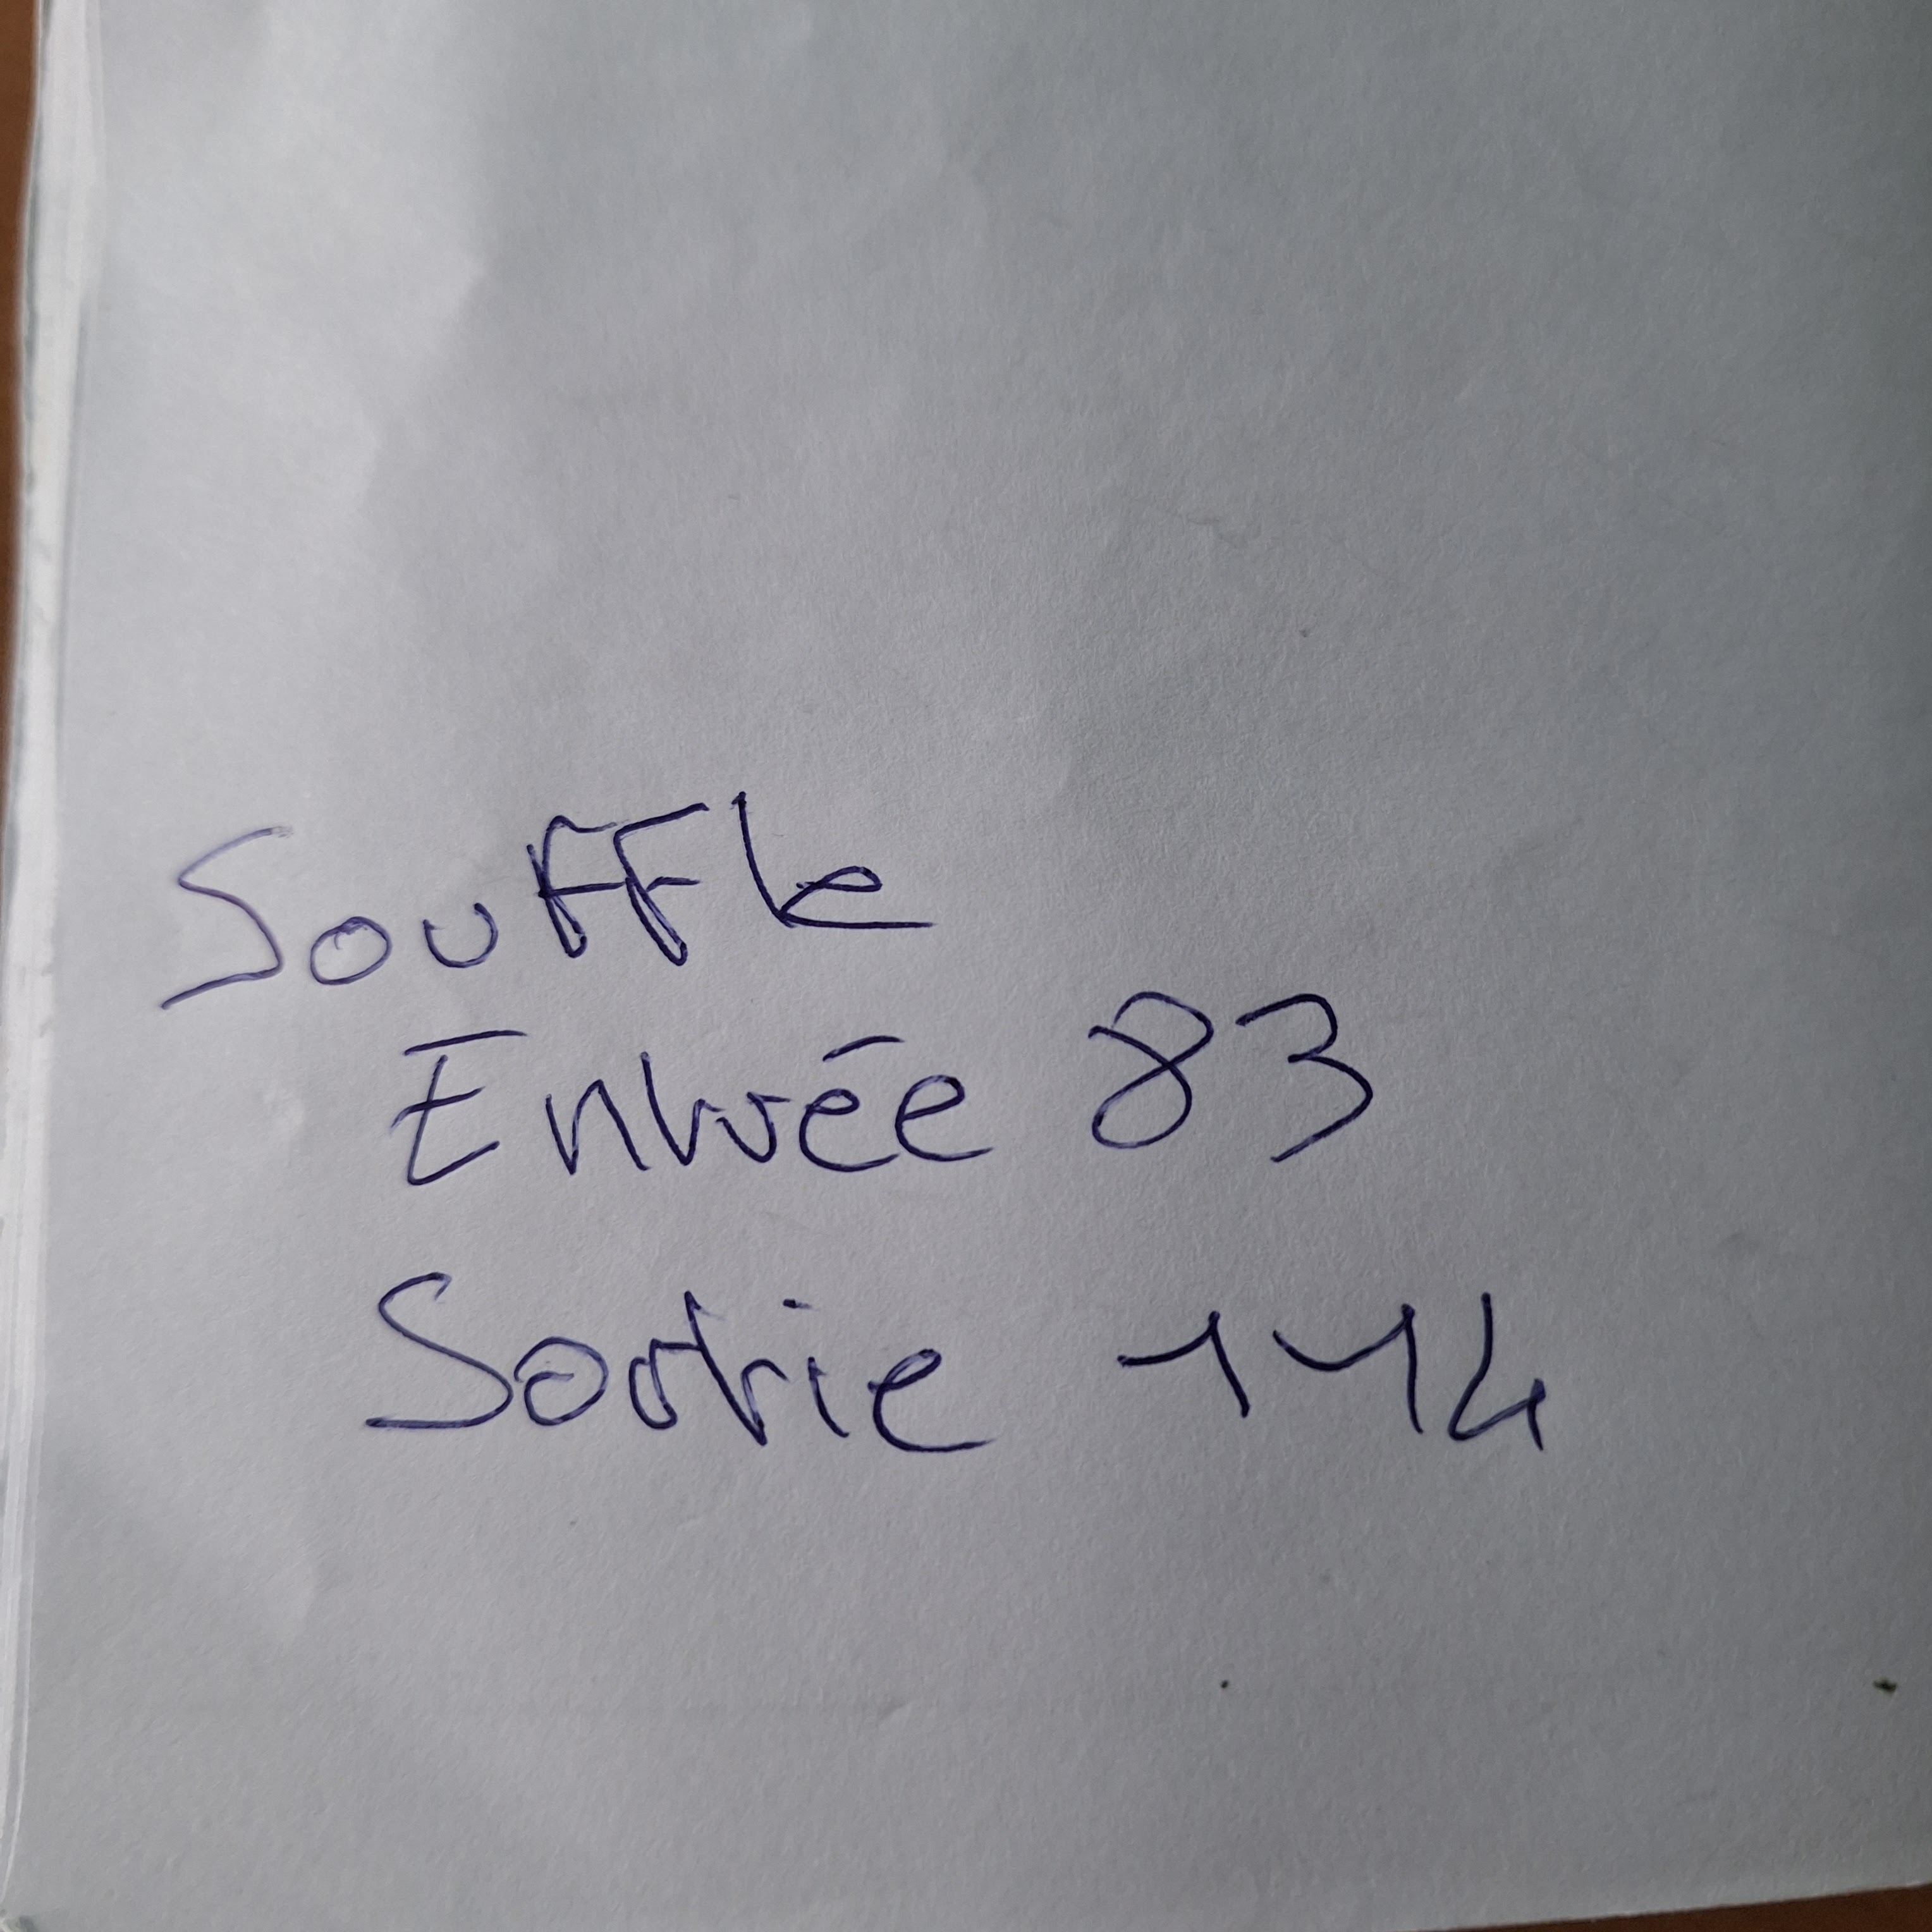 Souffle
Entrée 83
Sortie 114